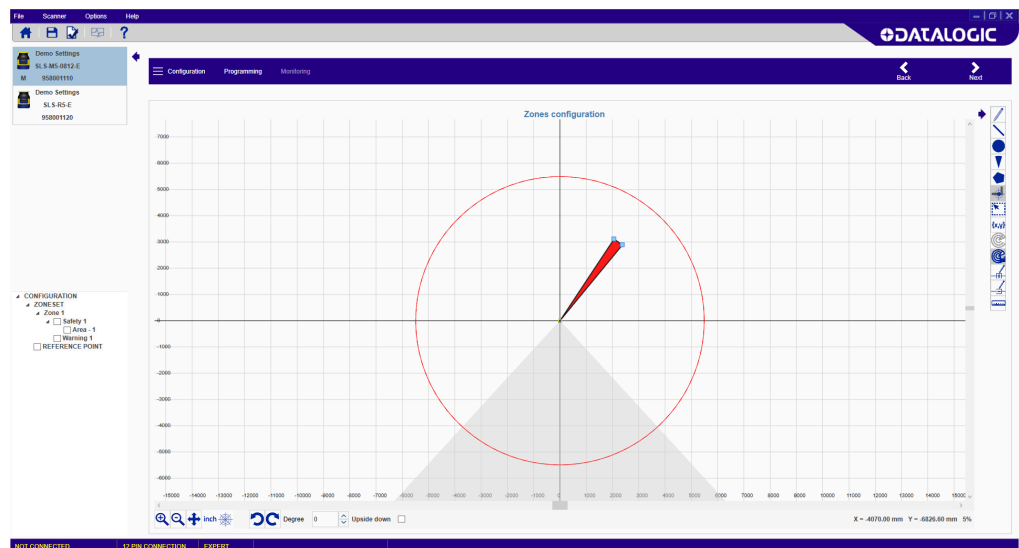 File Scanner Options Help
DATALOGIC
Demo Settings
SLS-M5-0812-E
M 958001110
Demo Settings
SLS-R5-E
958001120
Configuration Programming Monitoring
Back Next
Zones configuration
7000
6000
5000
4000
3000
2000
1000
0
-1000
-2000
-3000
-4000
-5000
-6000
-15000 -14000 -13000 -12000 -11000 -10000 -9000 -8000 -7000 -6000 -5000 -4000 -3000 -2000 -1000 0 1000 2000 3000 4000 5000 6000 7000 8000 9000 10000 11000 12000 13000 14000 15000
{x,y}
CONFIGURATION
ZONESET
Zone 1
Safety 1
Area - 1
Warning 1
REFERENCE POINT
inch Degree 0 Upside down
X = -4070.00 mm Y = -6826.60 mm 5%
NOT CONNECTED 12 PIN CONNECTION EXPERT